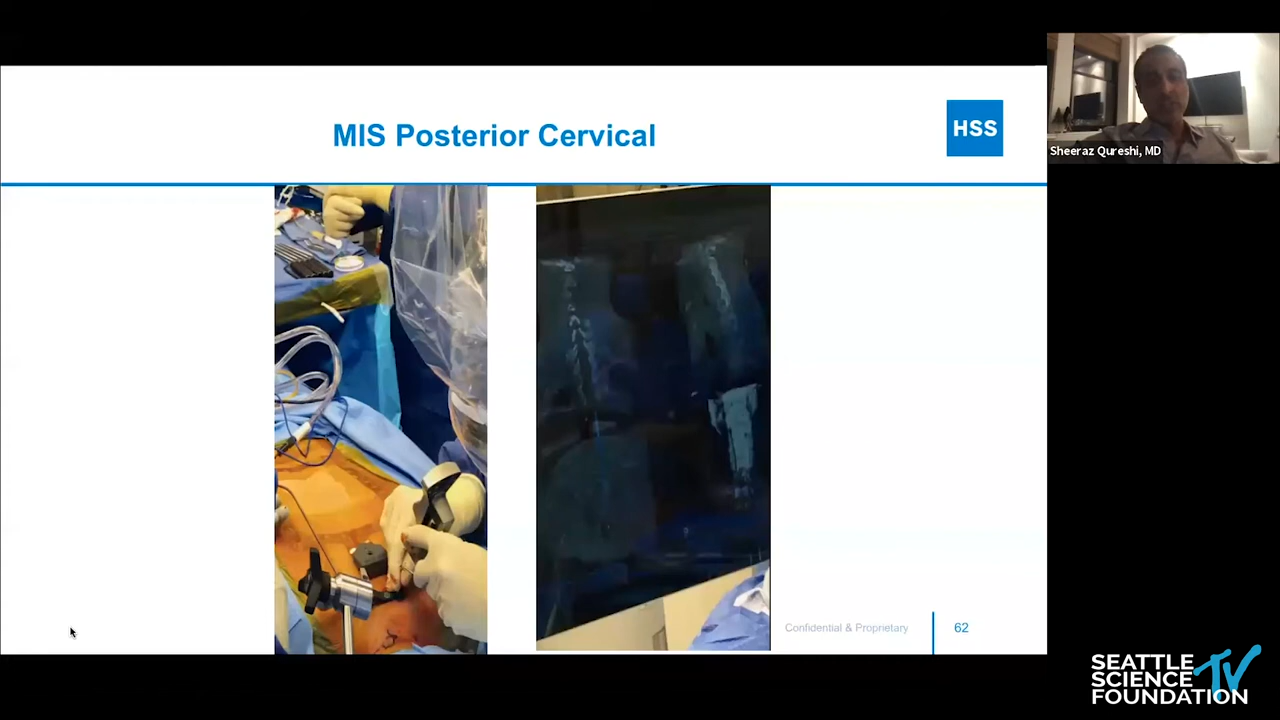 MIS Posterior Cervical
HSS
Sheeraz Qureshi, MD
Confidential & Proprietary
62
SEATTLE
SCIENCE
FOUNDATION
TV